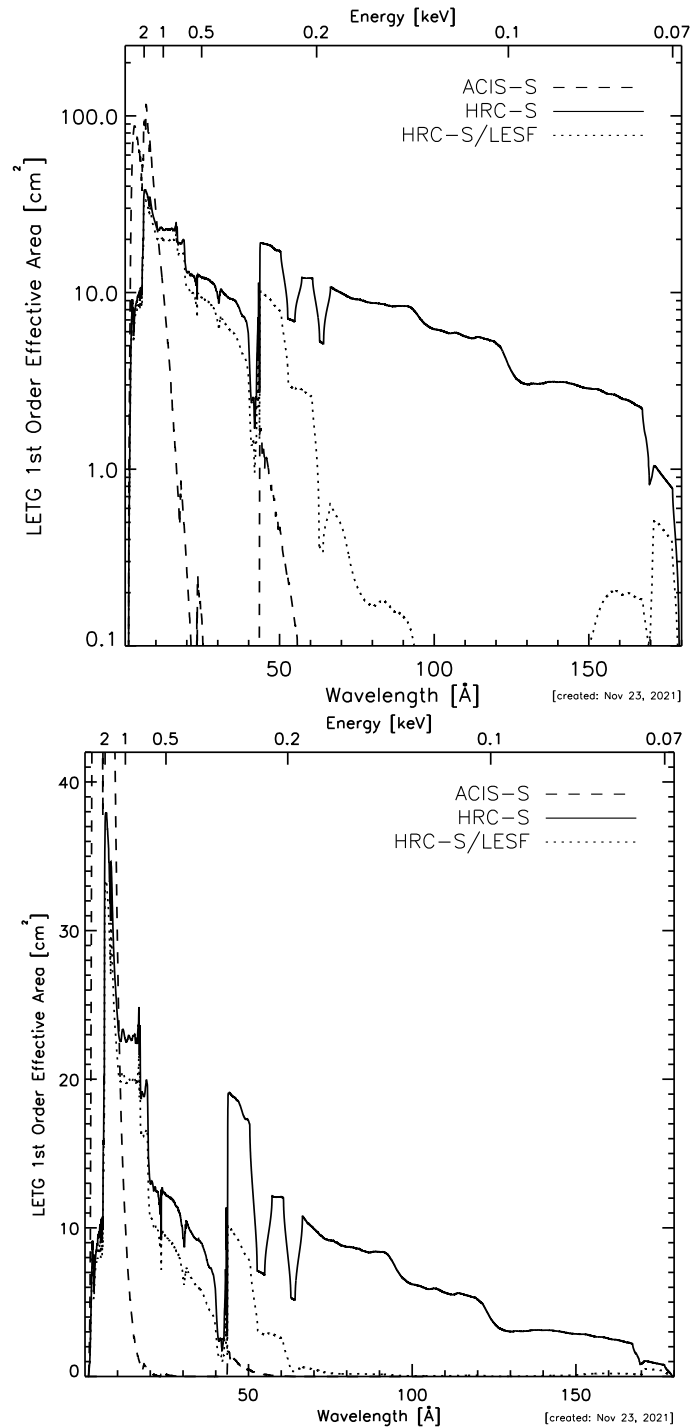 Energy [keV]
2 1 0.5 0.2 0.1 0.07
ACIS−S
HRC−S
HRC−S/LESF
LETG 1st Order Effective Area [cm²]
100.0
10.0
1.0
0.1
50 100 150
Wavelength [Å]
[created: Nov 23, 2021]
Energy [keV]
2 1 0.5 0.2 0.1 0.07
ACIS−S
HRC−S
HRC−S/LESF
LETG 1st Order Effective Area [cm²]
40
30
20
10
0
50 100 150
Wavelength [Å]
[created: Nov 23, 2021]